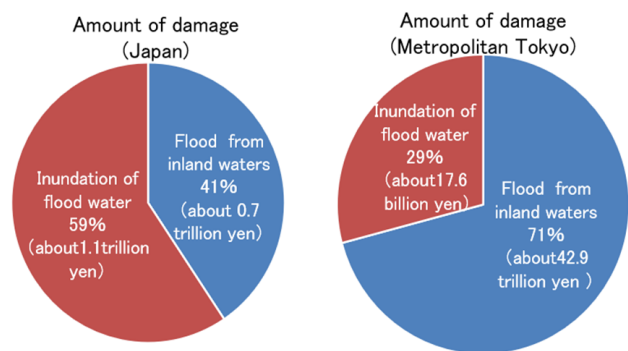 Amount of damage
(Japan)
Flood from
inland waters
41%
(about 0.7
trillion yen)
Inundation of
flood water
59%
(about1.1trillion
yen)
Amount of damage
(Metropolitan Tokyo)
Inundation of
flood water
29%
(about17.6
billion yen)
Flood from
inland waters
71%
(about42.9
trillion yen )